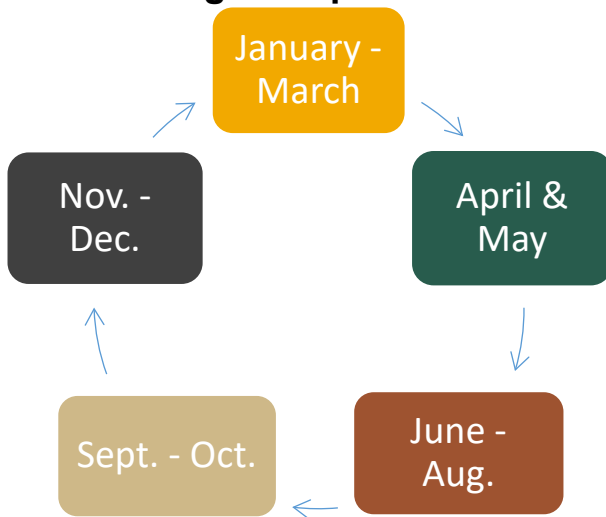 January -
March
April &
May
June -
Aug.
Sept. - Oct.
Nov. -
Dec.